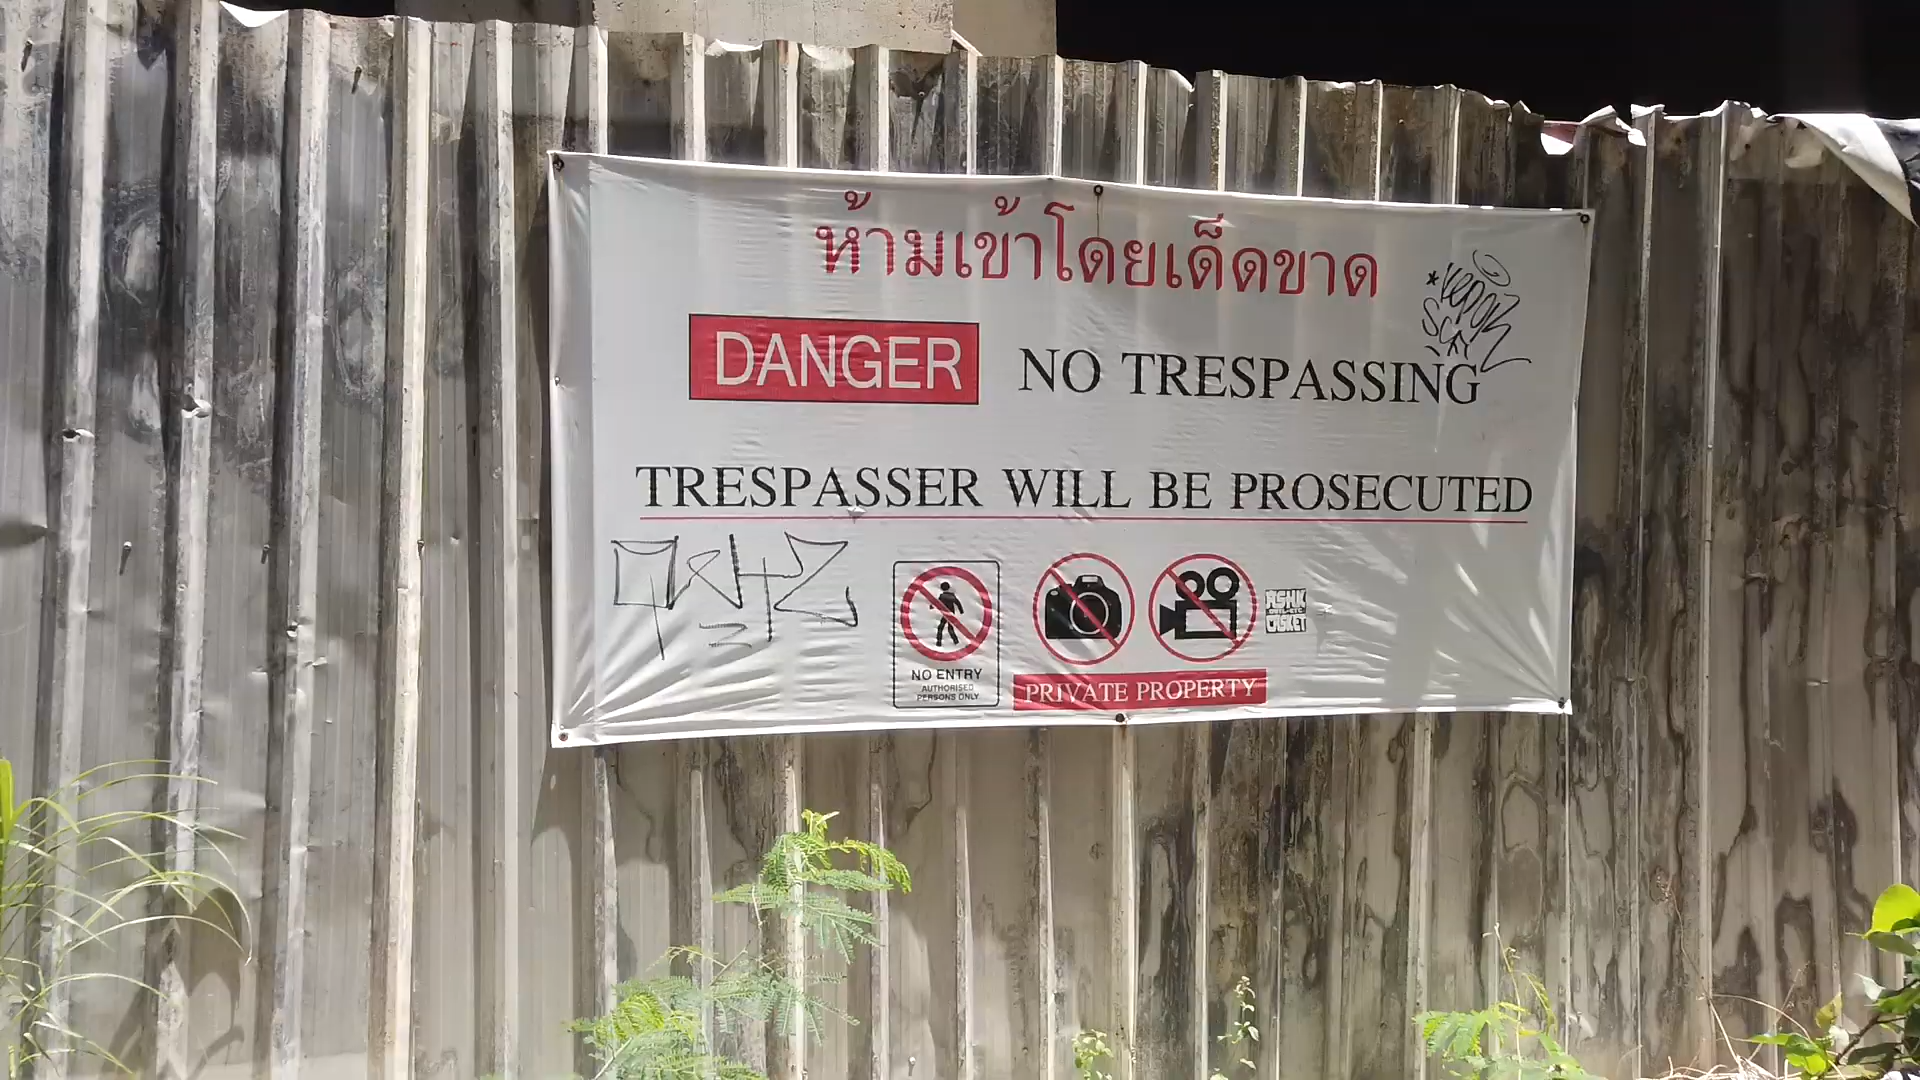 ห้ามเข้าโดยเด็ดขาด
DANGER NO TRESPASSING
TRESPASSER WILL BE PROSECUTED
NO ENTRY
AUTHORISED
PERSONS ONLY
PRIVATE PROPERTY
CASKET